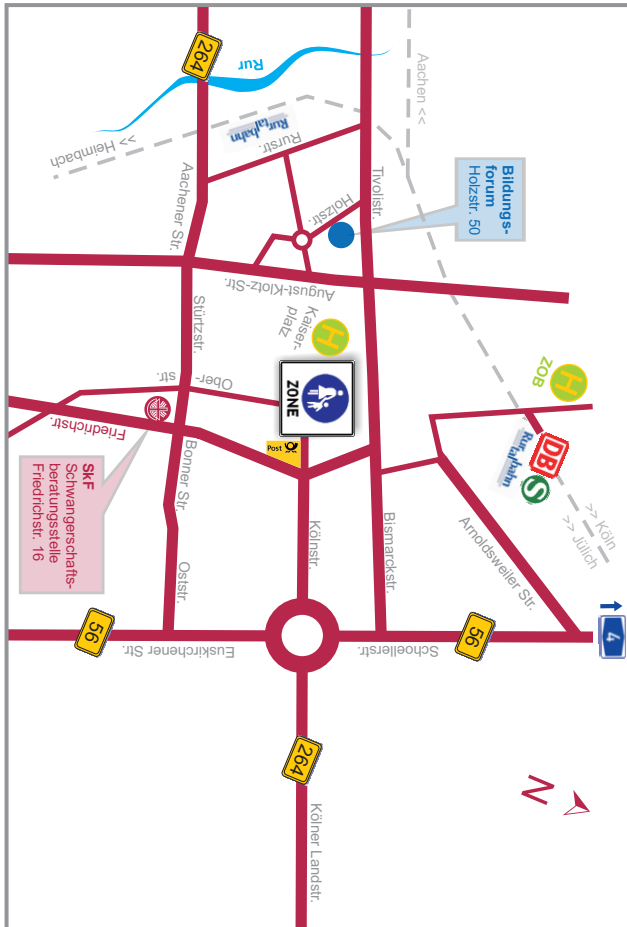 264
Rur
Aachen <<
>> Heimbach
Rurtalbahn
Rurstr.
Holzstr.
Tivolistr.
Bildungs-
forum
Holzstr. 50
Aachener Str.
August-Klotz-Str.
Kaiser-
platz
H
ZOB
H
Stürtzstr.
Ober-
str.
ZONE
DB
S
Rurtalbahn
>> Köln
>> Jülich
Friedrichstr.
Post
Bonner Str.
SkF
Schwangerschafts-
beratungsstelle
Friedrichstr. 16
Kölnstr.
Bismarckstr.
Arnoldsweiler Str.
Oststr.
56
Euskirchener Str.
Schoellerstr.
56
4
264
Kölner Landstr.
N